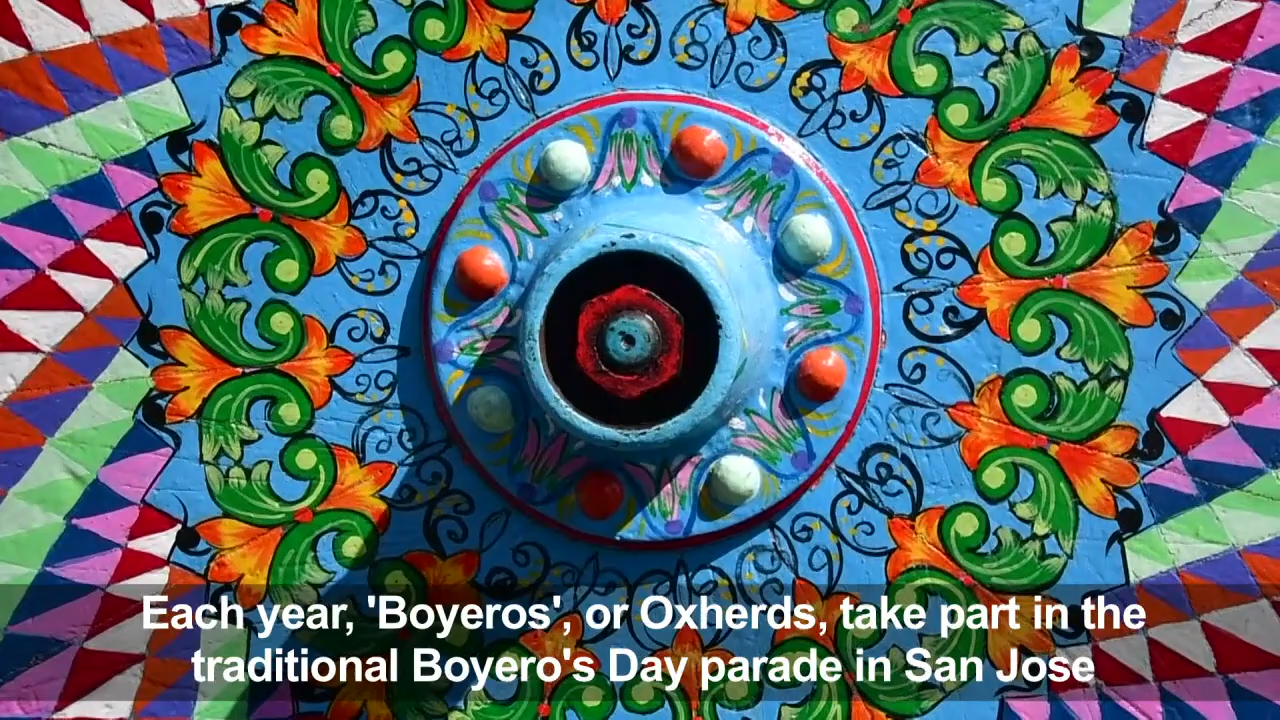 Each year, 'Boyeros', or Oxherds, take part in the
traditional Boyero's Day parade in San Jose